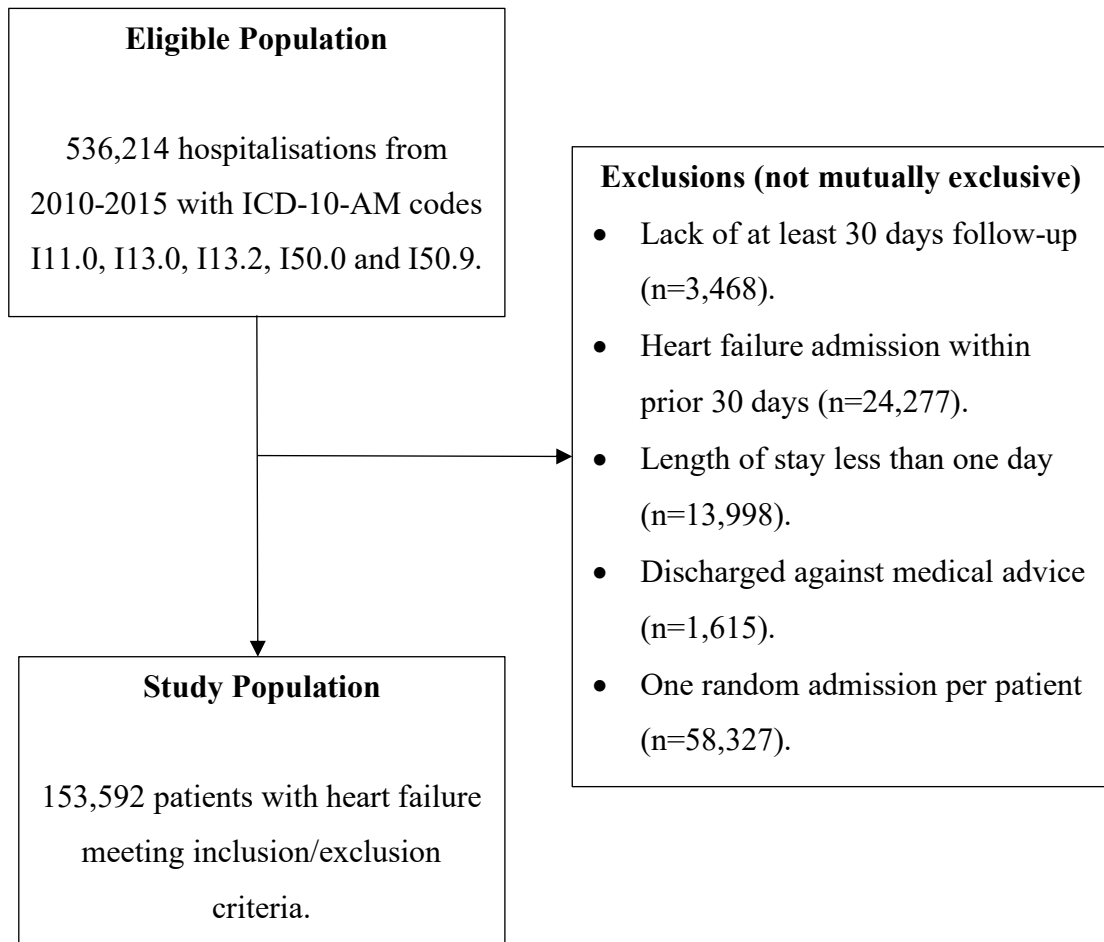 Eligible Population
536,214 hospitalisations from
2010-2015 with ICD-10-AM codes
I11.0, I13.0, I13.2, I50.0 and I50.9.
Exclusions (not mutually exclusive)
• Lack of at least 30 days follow-up
(n=3,468).
• Heart failure admission within
prior 30 days (n=24,277).
• Length of stay less than one day
(n=13,998).
• Discharged against medical advice
(n=1,615).
• One random admission per patient
(n=58,327).
Study Population
153,592 patients with heart failure
meeting inclusion/exclusion
criteria.